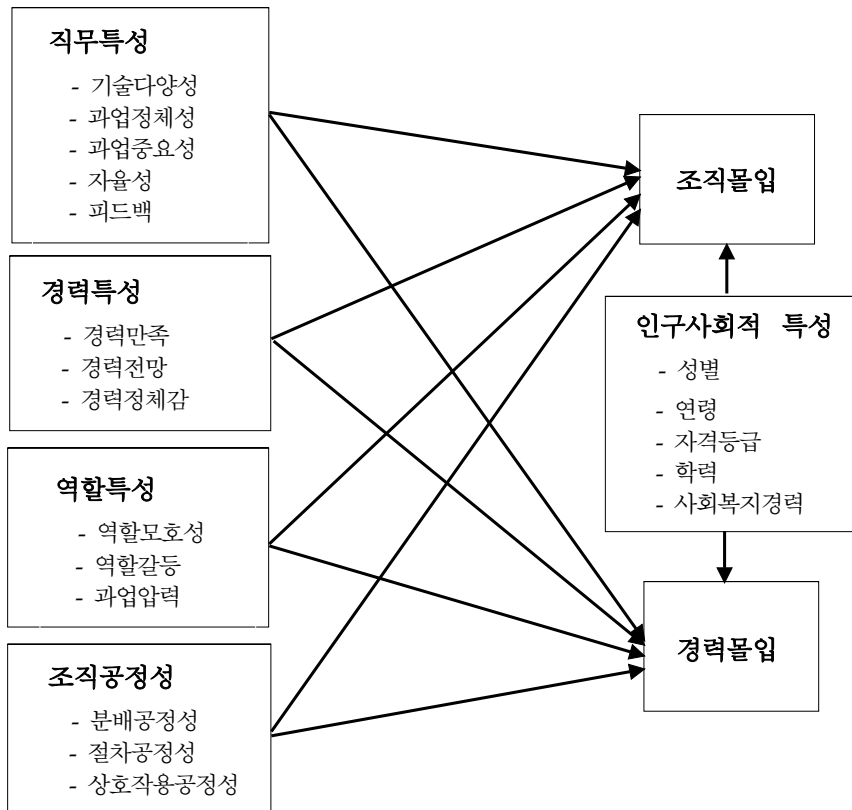 직무특성
- 기술다양성
- 과업정체성
- 과업중요성
- 자율성
- 피드백
경력특성
- 경력만족
- 경력전망
- 경력정체감
역할특성
- 역할모호성
- 역할갈등
- 과업압력
조직공정성
- 분배공정성
- 절차공정성
- 상호작용공정성
조직몰입
인구사회적 특성
- 성별
- 연령
- 자격등급
- 학력
- 사회복지경력
경력몰입